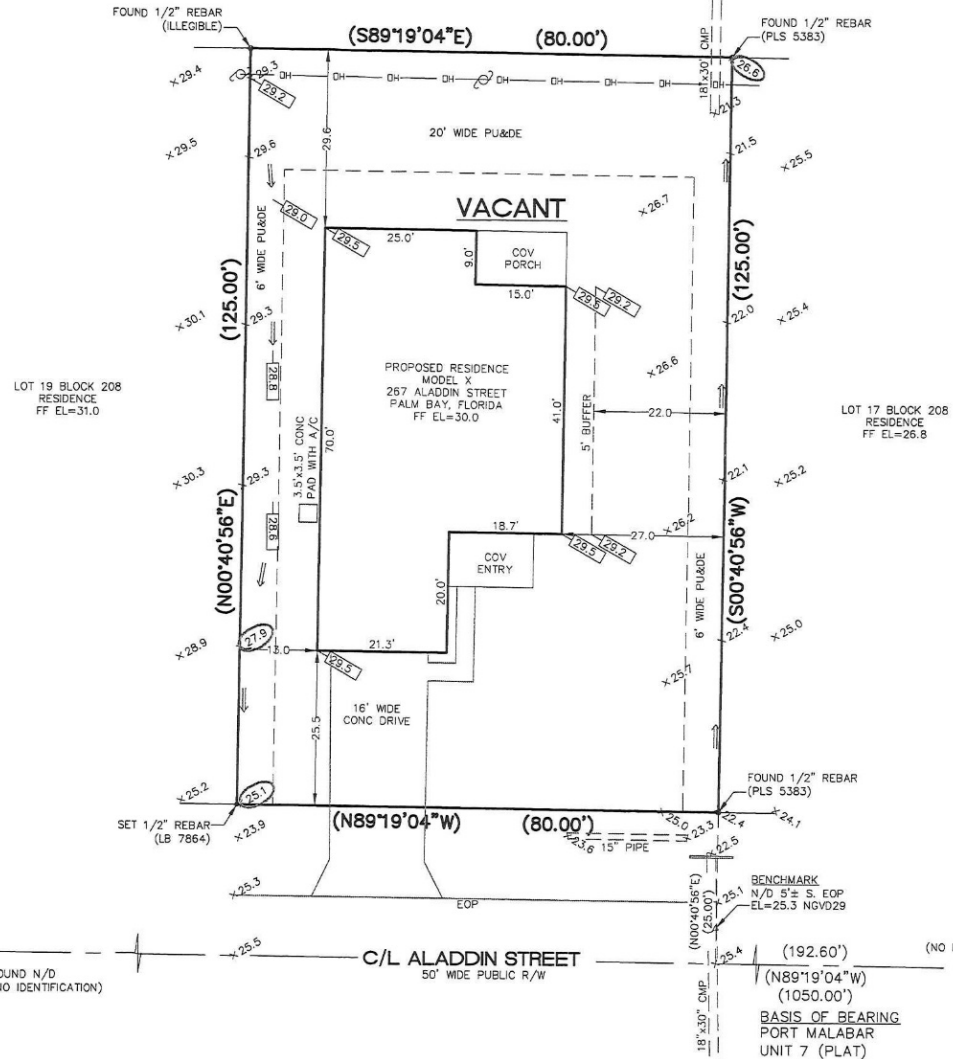 FOUND 1/2" REBAR
(ILLEGIBLE)
(S89°19'04"E)
(80.00')
18"x30" CMP
FOUND 1/2" REBAR
(PLS 5383)
×29.4
29.3
29.2
OH
OH
OH
OH
OH
OH
OH
OH
26.6
×21.3
20' WIDE PU&DE
29.6
×29.5
×29.6
×21.5
×25.5
VACANT
×26.7
29.0
29.5
25.0'
9.0'
COV
PORCH
15.0'
29.5
29.2
6' WIDE PU&DE
(125.00')
(125.00')
×30.1
×29.3
×22.0
×25.4
28.8
LOT 19 BLOCK 208
RESIDENCE
FF EL=31.0
PROPOSED RESIDENCE
MODEL X
267 ALADDIN STREET
PALM BAY, FLORIDA
FF EL=30.0
×26.6
41.0'
5' BUFFER
22.0
LOT 17 BLOCK 208
RESIDENCE
FF EL=26.8
70.0'
3.5'x3.5' CONC
PAD WITH A/C
×30.3
×29.3
×22.1
×25.2
28.6
18.7'
×26.2
27.0
29.5
29.2
COV
ENTRY
20.0'
(N00°40'56"E)
(S00°40'56"W)
6' WIDE PU&DE
×28.9
27.9
13.0
21.3'
29.5
×22.4
×25.0
×25.7
25.5
16' WIDE
CONC DRIVE
FOUND 1/2" REBAR
(PLS 5383)
×25.2
25.1
SET 1/2" REBAR
(LB 7864)
×23.9
(N89°19'04"W)
(80.00')
×25.0
×23.3
22.4
×24.1
×23.6
15" PIPE
×22.5
×25.3
EOP
(N00°40'56"E)
(25.00')
×25.1
BENCHMARK
N/D 5'± S. EOP
EL=25.3 NGVD29
×25.5
C/L ALADDIN STREET
50' WIDE PUBLIC R/W
25.4
(192.60')
(N89°19'04"W)
(1050.00')
(NO
OUND N/D
NO IDENTIFICATION)
18"x30" CMP
BASIS OF BEARING
PORT MALABAR
UNIT 7 (PLAT)